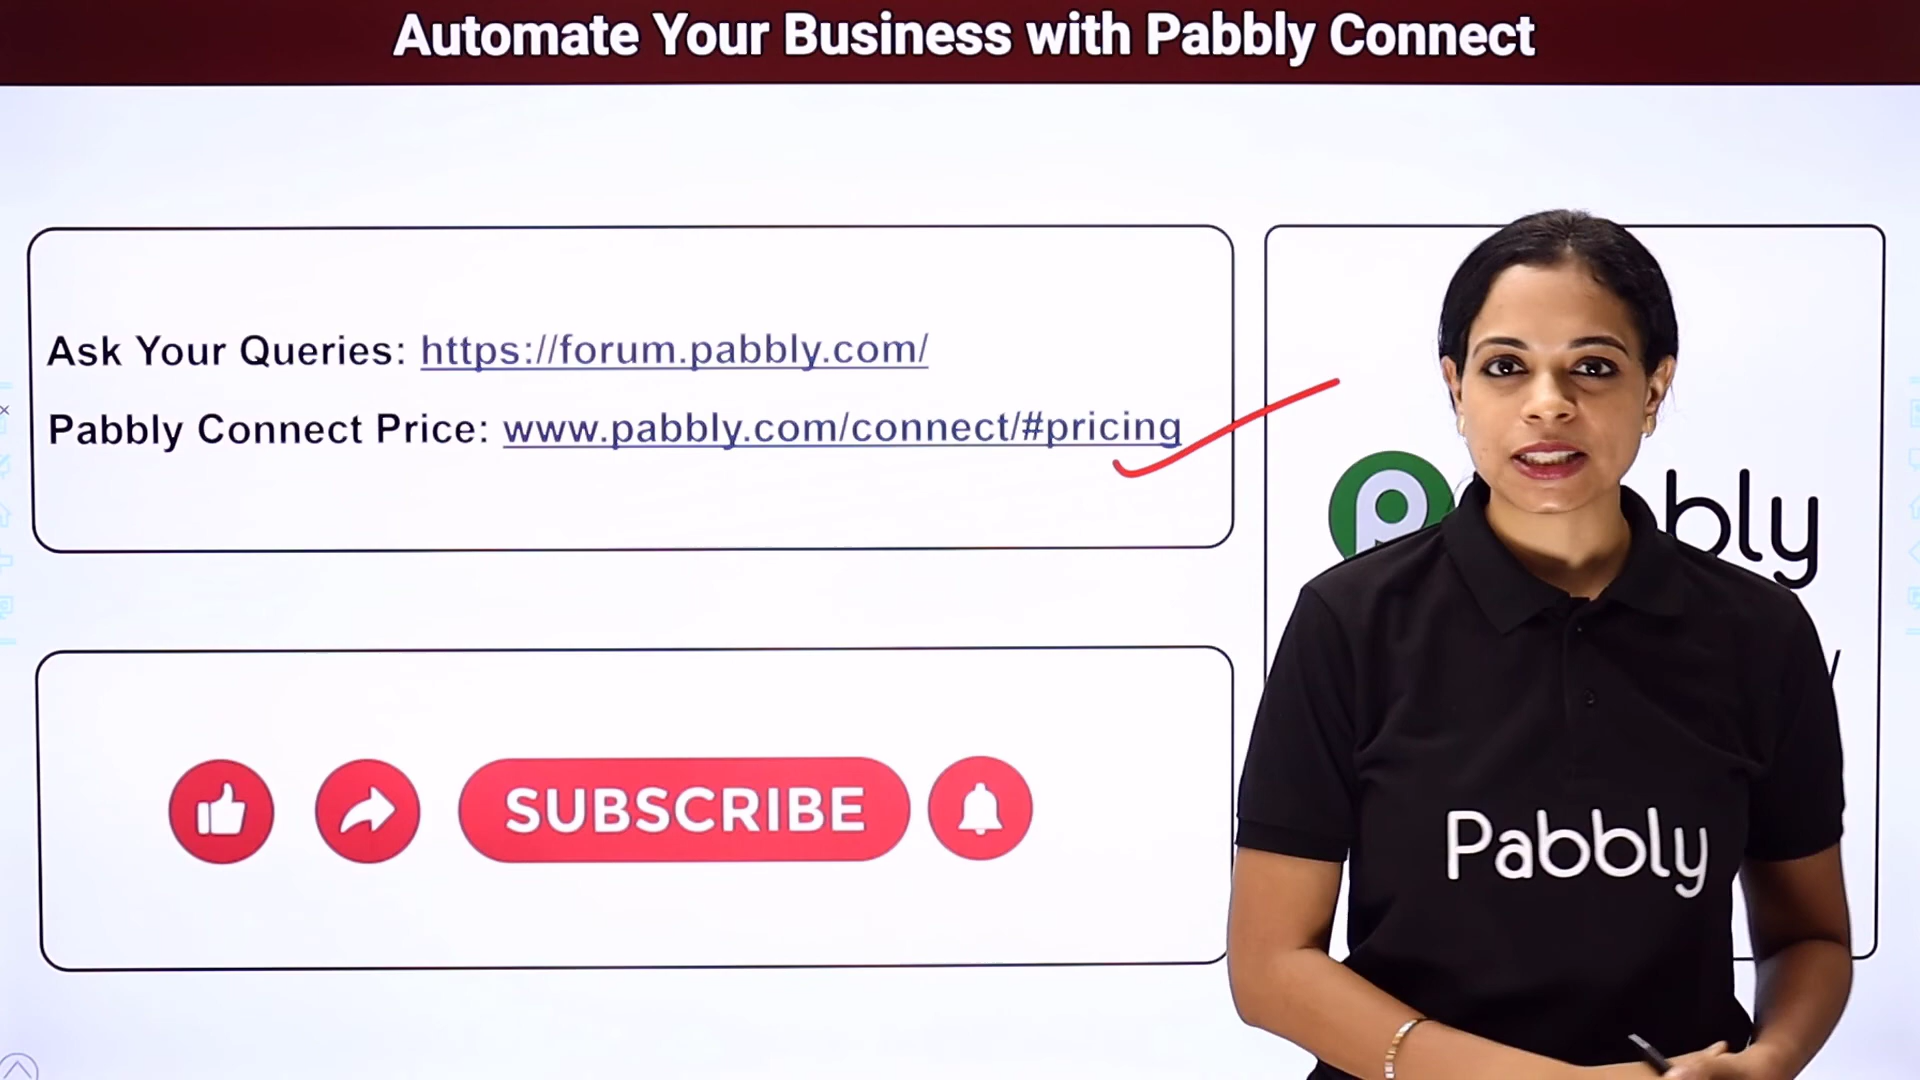 Automate Your Business with Pabbly Connect
Ask Your Queries: https://forum.pabbly.com/
Pabbly Connect Price: www.pabbly.com/connect/#pricing
SUBSCRIBE
Pabbly